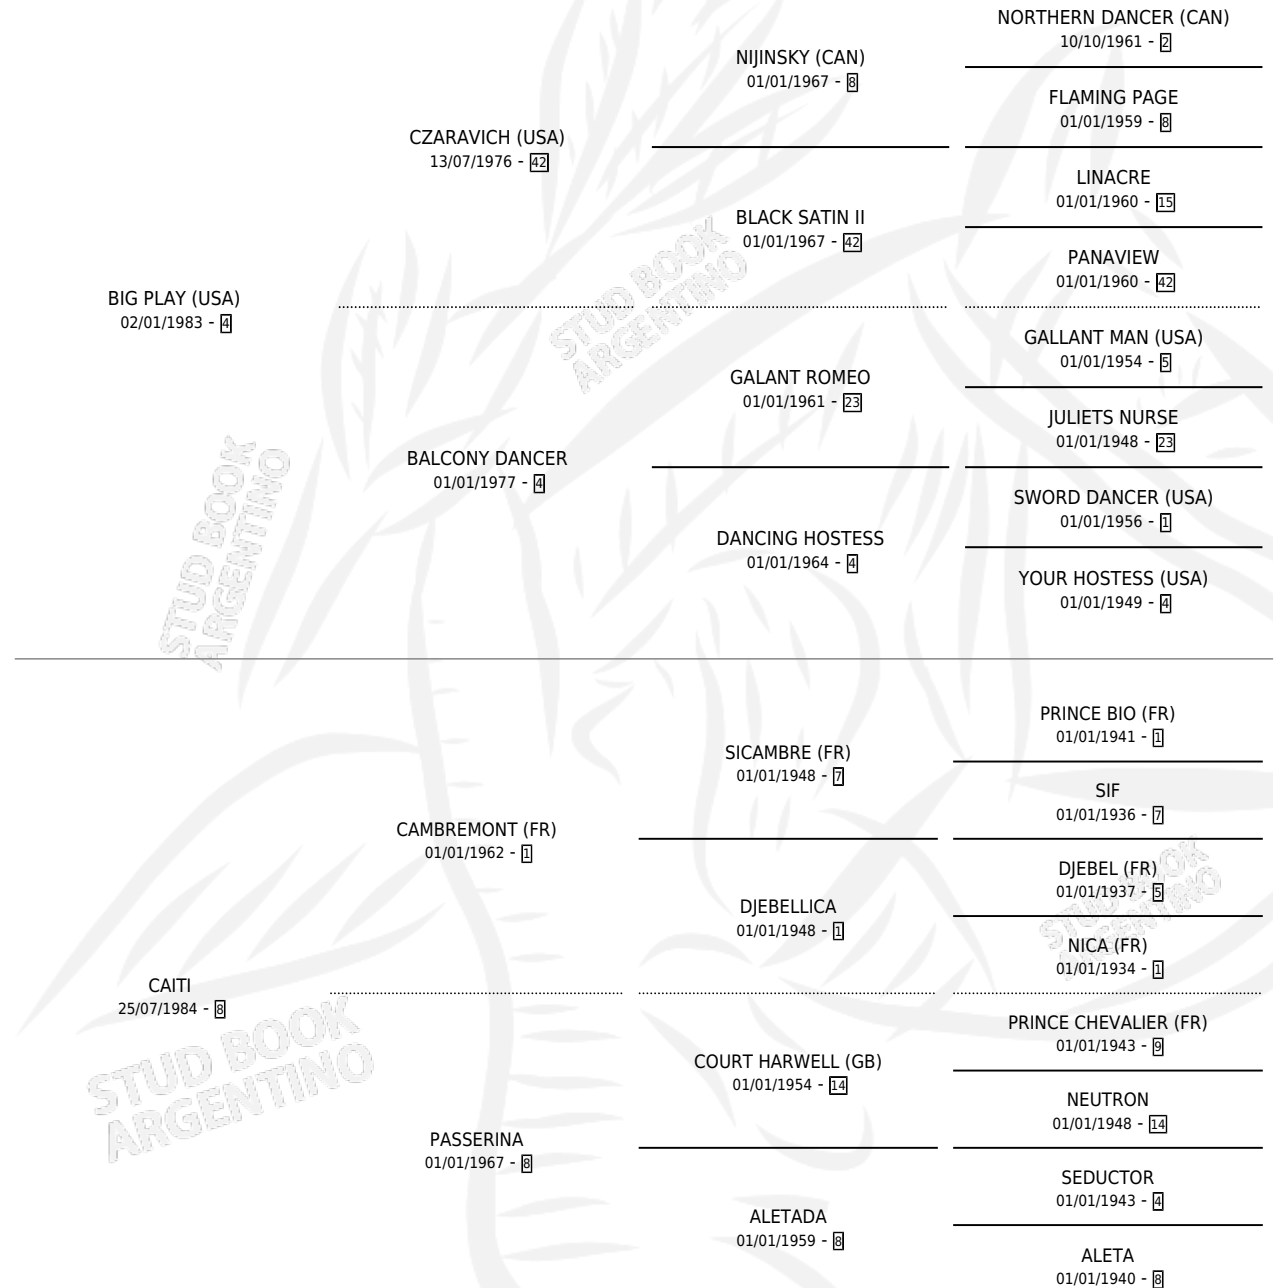 NORTHERN DANCER (CAN)
10/10/1961 - 2
NIJINSKY (CAN)
01/01/1967 - 8
FLAMING PAGE
01/01/1959 - 8
CZARAVICH (USA)
13/07/1976 - 42
LINACRE
01/01/1960 - 15
BLACK SATIN II
01/01/1967 - 42
PANAVIEW
01/01/1960 - 42
BIG PLAY (USA)
02/01/1983 - 4
GALLANT MAN (USA)
01/01/1954 - 5
GALANT ROMEO
01/01/1961 - 23
JULIETS NURSE
01/01/1948 - 23
BALCONY DANCER
01/01/1977 - 4
SWORD DANCER (USA)
01/01/1956 - 1
DANCING HOSTESS
01/01/1964 - 4
YOUR HOSTESS (USA)
01/01/1949 - 4
PRINCE BIO (FR)
01/01/1941 - 1
SICAMBRE (FR)
01/01/1948 - 7
SIF
01/01/1936 - 7
CAMBREMONT (FR)
01/01/1962 - 1
DJEBEL (FR)
01/01/1937 - 5
DJEBELLICA
01/01/1948 - 1
NICA (FR)
01/01/1934 - 1
CAITI
25/07/1984 - 8
PRINCE CHEVALIER (FR)
01/01/1943 - 9
COURT HARWELL (GB)
01/01/1954 - 14
NEUTRON
01/01/1948 - 14
PASSERINA
01/01/1967 - 8
SEDUCTOR
01/01/1943 - 4
ALETADA
01/01/1959 - 8
ALETA
01/01/1940 - 8
STUD BOOK
ARGENTINO
STUD BOOK
ARGENTINO
STUD BOOK
ARGENTINO
STUD BOOK
ARGENTINO